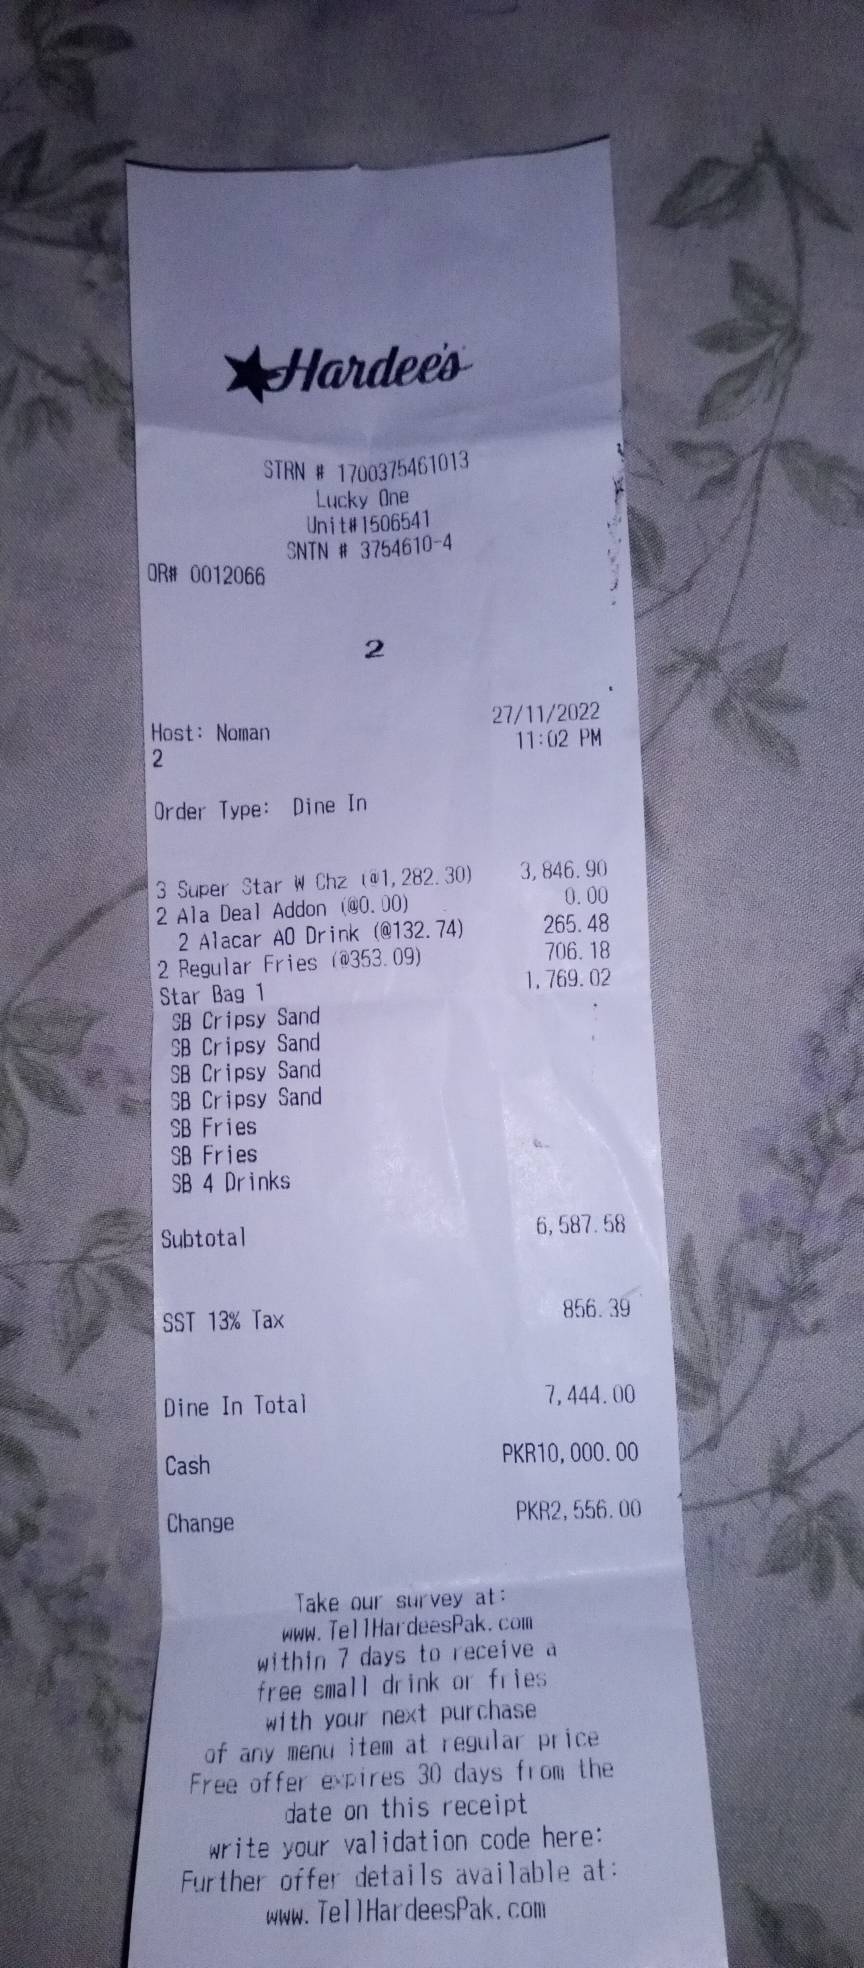 Hardee's
STRN # 1700375461013
Lucky One
Unit#1506541
SNTN # 3754610-4
OR# 0012066
2
27/11/2022
Host: Noman
11:02 PM
2
Order Type: Dine In
3 Super Star W Chz (@1,282.30) 3,846.90
2 Ala Deal Addon (@0.00) 0.00
2 Alacar AO Drink (@132.74) 265.48
2 Regular Fries (@353.09) 706.18
Star Bag 1 1,769.02
SB Cripsy Sand
SB Cripsy Sand
SB Cripsy Sand
SB Cripsy Sand
SB Fries
SB Fries
SB 4 Drinks
Subtotal 6,587.58
SST 13% Tax 856.39
Dine In Total 7,444.00
Cash PKR10,000.00
Change PKR2,556.00
Take our survey at:
www.TellHardeesPak.com
within 7 days to receive a
free small drink or fries
with your next purchase
of any menu item at regular price
Free offer expires 30 days from the
date on this receipt
write your validation code here:
Further offer details available at:
www.TellHardeesPak.com